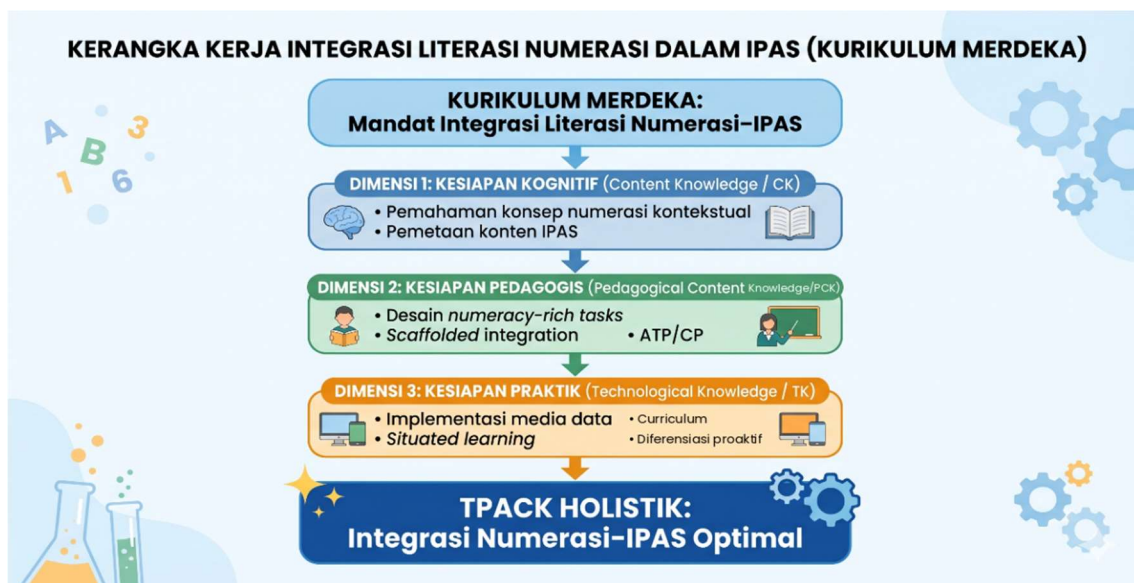 KERANGKA KERJA INTEGRASI LITERASI NUMERASI DALAM IPAS (KURIKULUM MERDEKA)
KURIKULUM MERDEKA:
Mandat Integrasi Literasi Numerasi–IPAS
A
3
B
1
6
DIMENSI 1: KESIAPAN KOGNITIF (Content Knowledge / CK)
• Pemahaman konsep numerasi kontekstual
• Pemetaan konten IPAS
DIMENSI 2: KESIAPAN PEDAGOGIS (Pedagogical Content Knowledge/PCK)
• Desain numeracy-rich tasks
• Scaffolded integration • ATP/CP
DIMENSI 3: KESIAPAN PRAKTIK (Technological Knowledge / TK)
• Implementasi media data • Curriculum
• Situated learning • Diferensiasi proaktif
TPACK HOLISTIK:
Integrasi Numerasi-IPAS Optimal